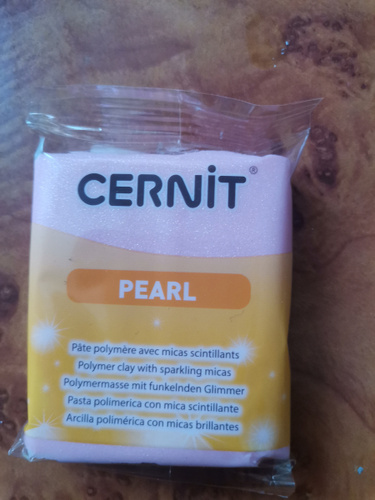 CERNiT®
PEARL
Pâte polymère avec micas scintillants
Polymer clay with sparkling micas
Polymermasse mit funkelnden Glimmer
Pasta polimerica con mica scintillante
Arcilla polimérica con micas brillantes